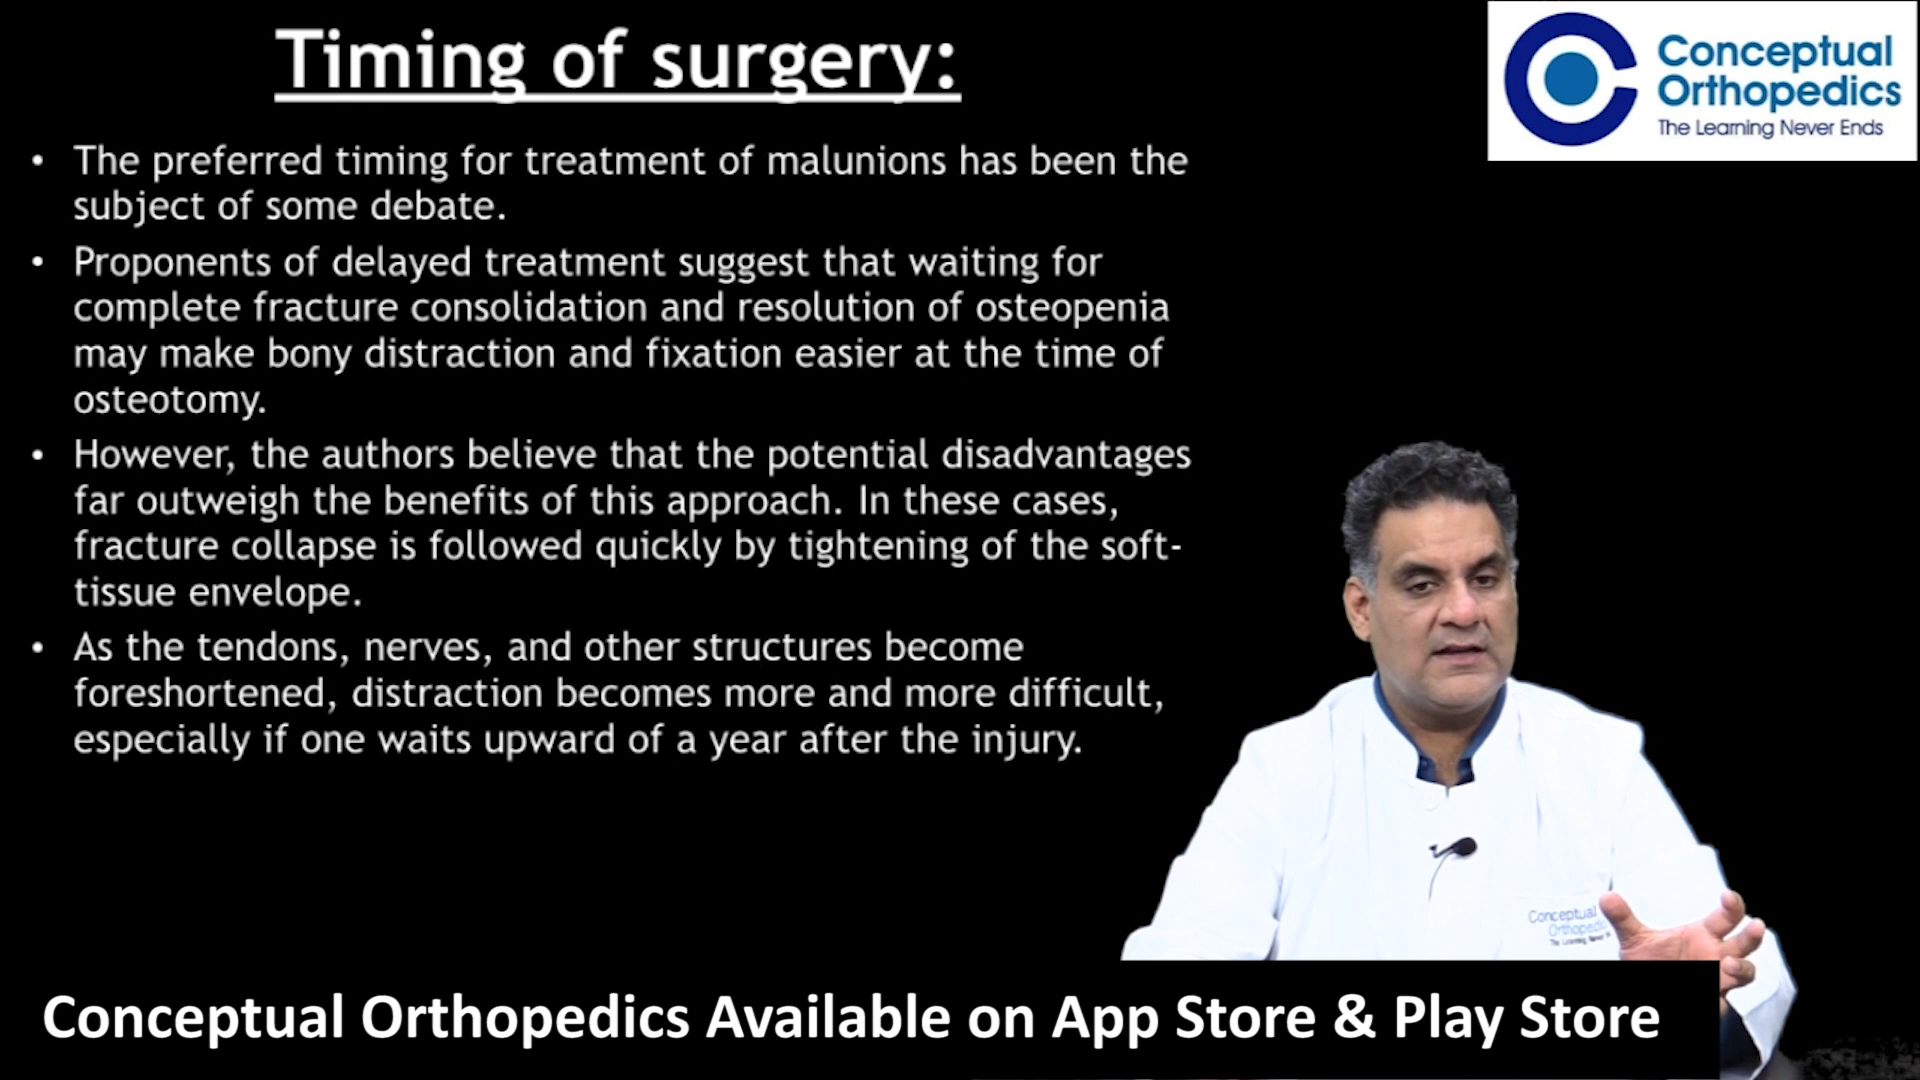 Timing of surgery:
Conceptual
Orthopedics
The Learning Never Ends
• The preferred timing for treatment of malunions has been the
subject of some debate.
• Proponents of delayed treatment suggest that waiting for
complete fracture consolidation and resolution of osteopenia
may make bony distraction and fixation easier at the time of
osteotomy.
• However, the authors believe that the potential disadvantages
far outweigh the benefits of this approach. In these cases,
fracture collapse is followed quickly by tightening of the soft-
tissue envelope.
• As the tendons, nerves, and other structures become
foreshortened, distraction becomes more and more difficult,
especially if one waits upward of a year after the injury.
Conceptual
Orthopedi
The Learning Never
Conceptual Orthopedics Available on App Store & Play Store